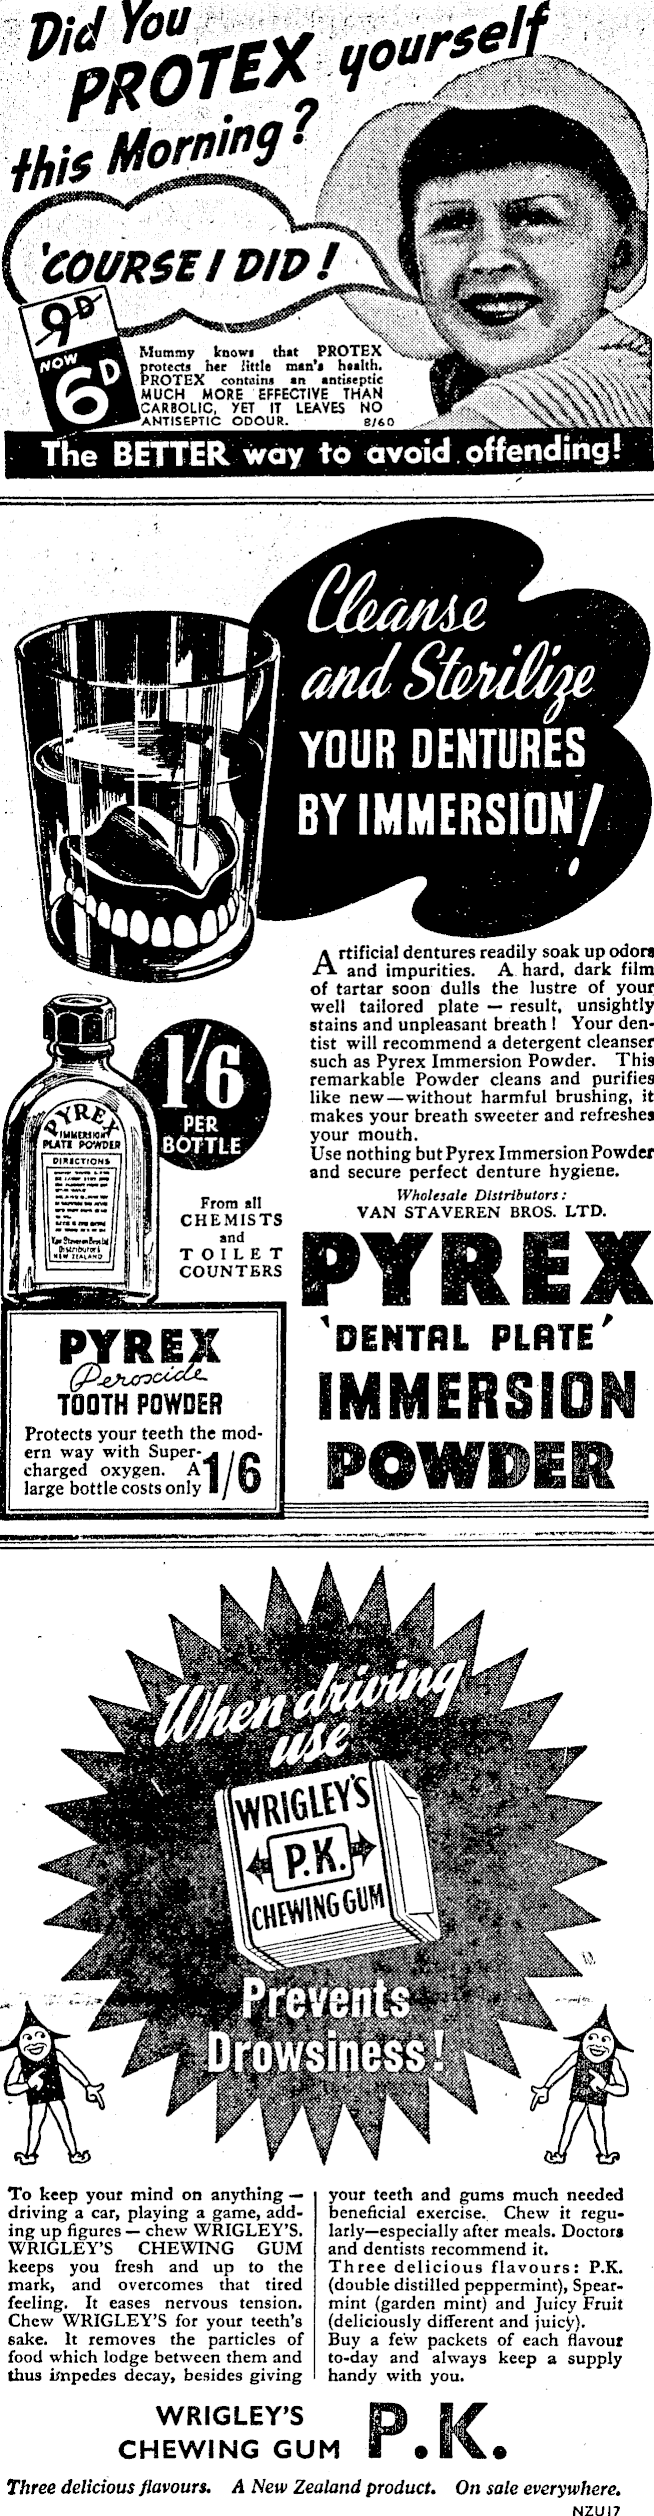 Did You
PROTEX yourself
this Morning?
'COURSE I DID!
9D
NOW
6D
Mummy knows that PROTEX
protects her little man's health.
PROTEX contains an antiseptic
MUCH MORE EFFECTIVE THAN
CARBOLIC, YET IT LEAVES NO
ANTISEPTIC ODOUR. 8/60
The BETTER way to avoid offending!
Cleanse
and Sterilize
YOUR DENTURES
BY IMMERSION!
Artificial dentures readily soak up odors
and impurities. A hard, dark film
of tartar soon dulls the lustre of your
well tailored plate — result, unsightly
stains and unpleasant breath! Your den-
tist will recommend a detergent cleanser
such as Pyrex Immersion Powder. This
remarkable Powder cleans and purifies
like new—without harmful brushing, it
makes your breath sweeter and refreshes
your mouth.
Use nothing but Pyrex Immersion Powder
and secure perfect denture hygiene.
Wholesale Distributors:
VAN STAVEREN BROS. LTD.
PYREX
IMMERSION
PLATE POWDER
DIRECTIONS
Van Staveren Bros Ltd
Distributors
NEW ZEALAND
1/6
PER
BOTTLE
From all
CHEMISTS
and
TOILET
COUNTERS
PYREX
'DENTAL PLATE'
IMMERSION
POWDER
PYREX
Peroxide
TOOTH POWDER
Protects your teeth the mod-
ern way with Super-
charged oxygen. A
large bottle costs only 1/6
When driving
use
WRIGLEY'S
P.K.
CHEWING GUM
Prevents
Drowsiness!
To keep your mind on anything —
driving a car, playing a game, add-
ing up figures — chew WRIGLEY'S.
WRIGLEY'S CHEWING GUM
keeps you fresh and up to the
mark, and overcomes that tired
feeling. It eases nervous tension.
Chew WRIGLEY'S for your teeth's
sake. It removes the particles of
food which lodge between them and
thus impedes decay, besides giving
your teeth and gums much needed
beneficial exercise. Chew it regu-
larly—especially after meals. Doctors
and dentists recommend it.
Three delicious flavours: P.K.
(double distilled peppermint), Spear-
mint (garden mint) and Juicy Fruit
(deliciously different and juicy).
Buy a few packets of each flavour
to-day and always keep a supply
handy with you.
WRIGLEY'S
CHEWING GUM P.K.
Three delicious flavours. A New Zealand product. On sale everywhere.
NZU17